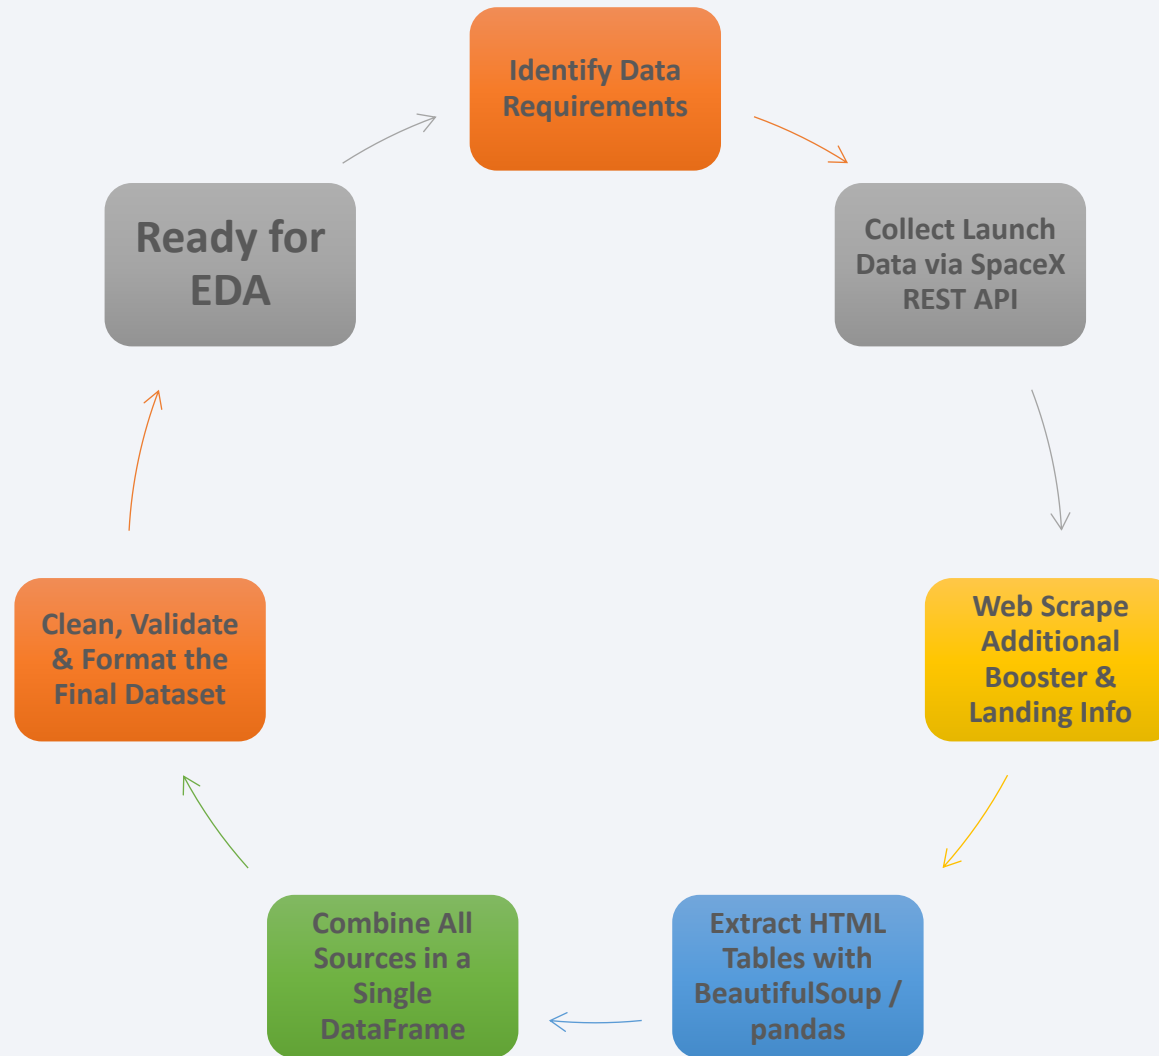 Identify Data
Requirements
Collect Launch
Data via SpaceX
REST API
Web Scrape
Additional
Booster &
Landing Info
Extract HTML
Tables with
BeautifulSoup /
pandas
Combine All
Sources in a
Single
DataFrame
Clean, Validate
& Format the
Final Dataset
Ready for
EDA